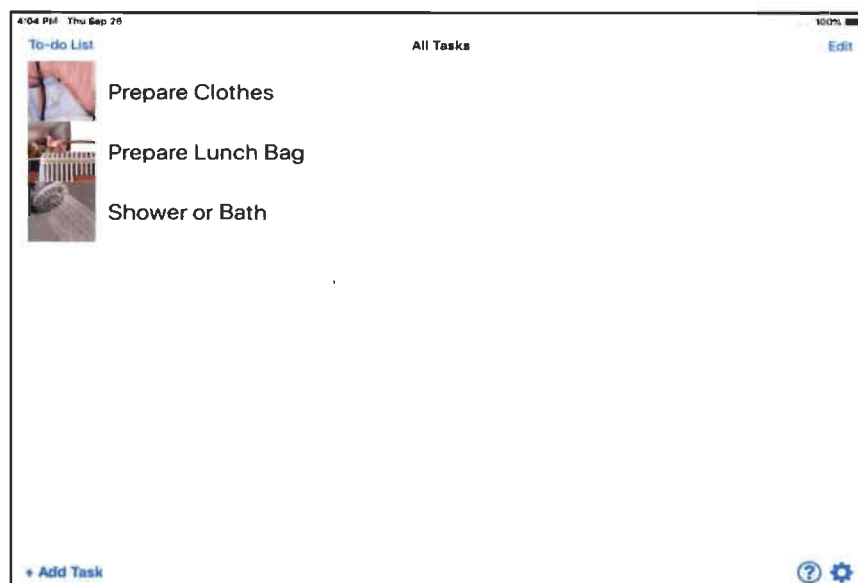 4:04 PM Thu Sep 26 100%
To-do List All Tasks Edit
Prepare Clothes
Prepare Lunch Bag
Shower or Bath
+ Add Task ?